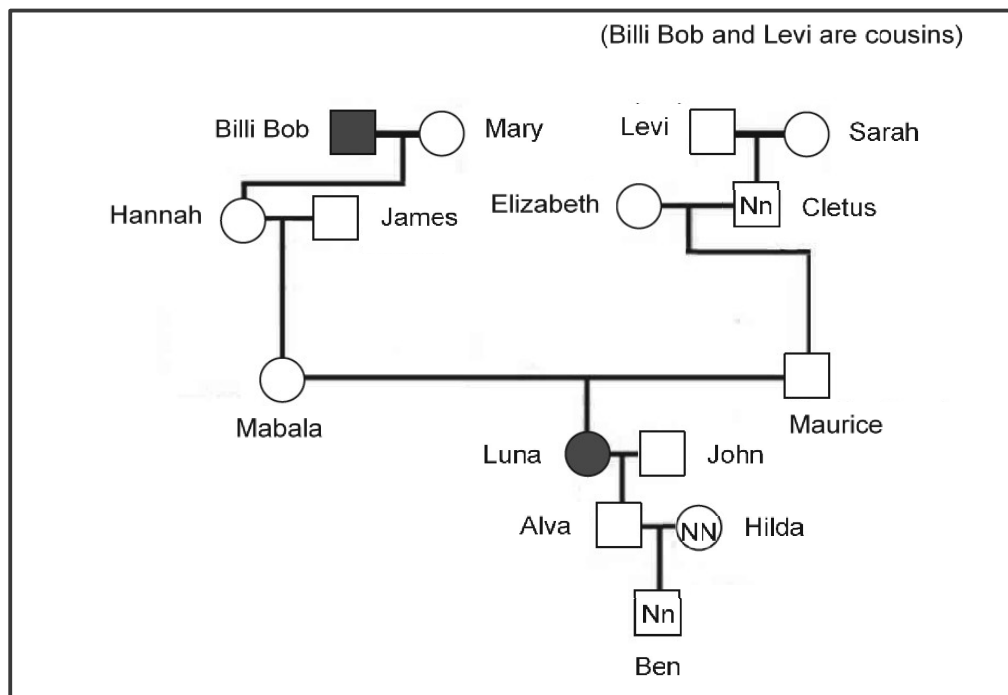 (Billi Bob and Levi are cousins)
Billi Bob
Mary
Levi
Sarah
Hannah
James
Elizabeth
Nn
Cletus
Mabala
Maurice
Luna
John
Alva
NN
Hilda
Nn
Ben